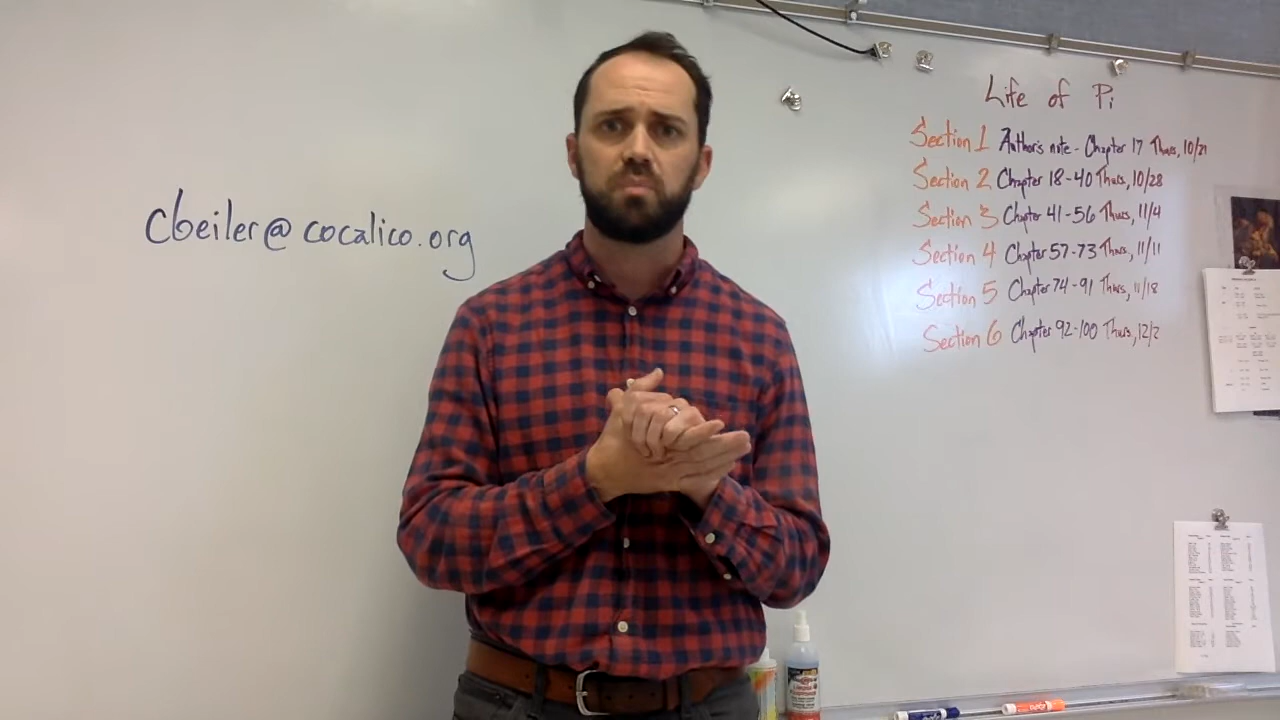 cbeiler@cocalico.org
Life of Pi
Section 1 Author's note - Chapter 17 Thurs, 10/21
Section 2 Chapter 18-40 Thurs, 10/28
Section 3 Chapter 41-56 Thurs, 11/4
Section 4 Chapter 57-73 Thurs, 11/11
Section 5 Chapter 74-91 Thurs, 11/18
Section 6 Chapter 92-100 Thurs, 12/2